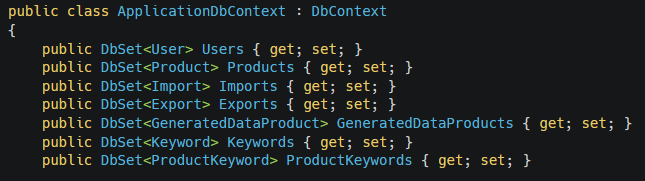 public class ApplicationDbContext : DbContext
{
    public DbSet<User> Users { get; set; }
    public DbSet<Product> Products { get; set; }
    public DbSet<Import> Imports { get; set; }
    public DbSet<Export> Exports { get; set; }
    public DbSet<GeneratedDataProduct> GeneratedDataProducts { get; set; }
    public DbSet<Keyword> Keywords { get; set; }
    public DbSet<ProductKeyword> ProductKeywords { get; set; }